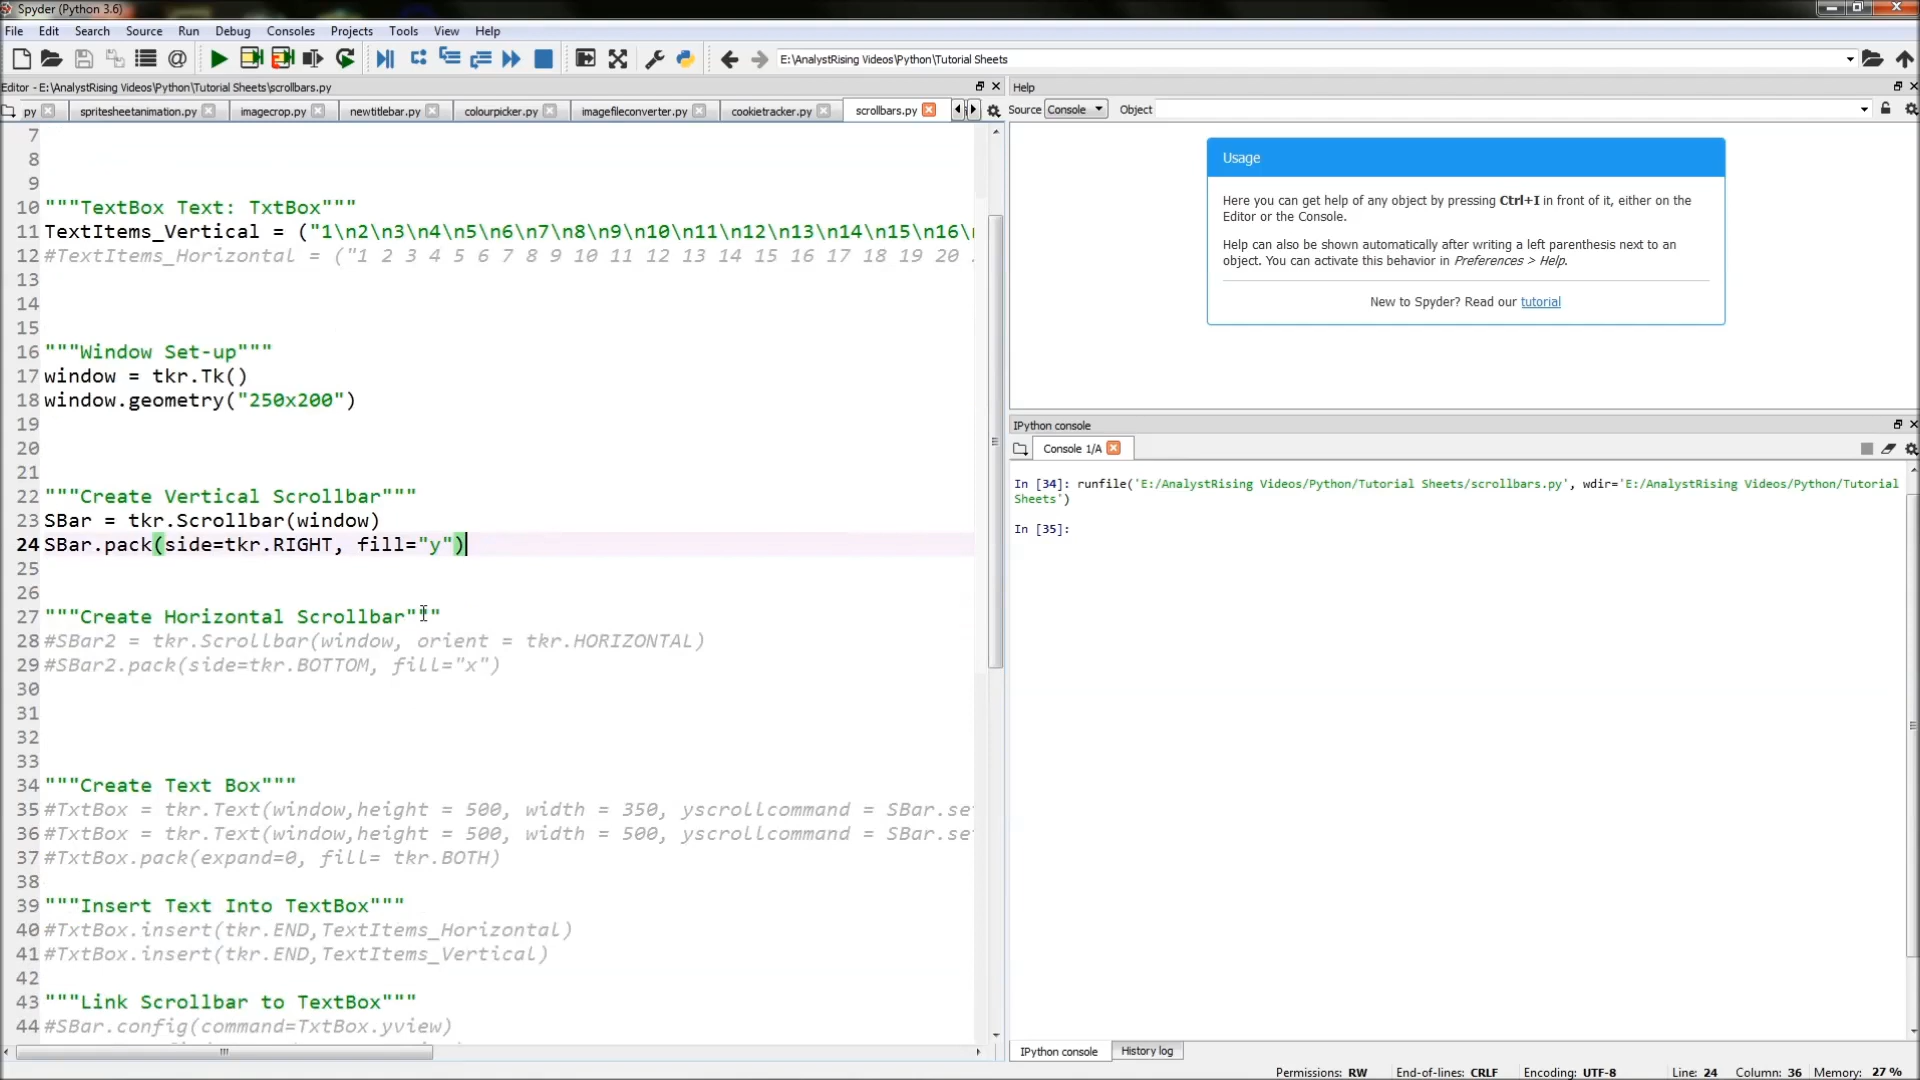 Spyder (Python 3.6)
File Edit Search Source Run Debug Consoles Projects Tools View Help
E:\AnalystRising Videos\Python\Tutorial Sheets
Editor - E:\AnalystRising Videos\Python\Tutorial Sheets\scrollbars.py
py spritesheetanimation.py imagecrop.py newtitlebar.py colourpicker.py imagefileconverter.py cookietracker.py scrollbars.py
7
8
9
10 """TextBox Text: TxtBox"""
11 TextItems_Vertical = ("1\n2\n3\n4\n5\n6\n7\n8\n9\n10\n11\n12\n13\n14\n15\n16\
12 #TextItems_Horizontal = ("1 2 3 4 5 6 7 8 9 10 11 12 13 14 15 16 17 18 19 20
13
14
15
16 """Window Set-up"""
17 window = tkr.Tk()
18 window.geometry("250x200")
19
20
21
22 """Create Vertical Scrollbar"""
23 SBar = tkr.Scrollbar(window)
24 SBar.pack(side=tkr.RIGHT, fill="y")
25
26
27 """Create Horizontal Scrollbar"""
28 #SBar2 = tkr.Scrollbar(window, orient = tkr.HORIZONTAL)
29 #SBar2.pack(side=tkr.BOTTOM, fill="x")
30
31
32
33
34 """Create Text Box"""
35 #TxtBox = tkr.Text(window,height = 500, width = 350, yscrollcommand = SBar.se
36 #TxtBox = tkr.Text(window,height = 500, width = 500, yscrollcommand = SBar.se
37 #TxtBox.pack(expand=0, fill= tkr.BOTH)
38
39 """Insert Text Into TextBox"""
40 #TxtBox.insert(tkr.END,TextItems_Horizontal)
41 #TxtBox.insert(tkr.END,TextItems_Vertical)
42
43 """Link Scrollbar to TextBox"""
44 #SBar.config(command=TxtBox.yview)
Help
Source Console Object
Usage
Here you can get help of any object by pressing Ctrl+I in front of it, either on the
Editor or the Console.
Help can also be shown automatically after writing a left parenthesis next to an
object. You can activate this behavior in Preferences > Help.
New to Spyder? Read our tutorial
IPython console
Console 1/A
In [34]: runfile('E:/AnalystRising Videos/Python/Tutorial Sheets/scrollbars.py', wdir='E:/AnalystRising Videos/Python/Tutorial
Sheets')
In [35]:
IPython console History log
Permissions: RW End-of-lines: CRLF Encoding: UTF-8 Line: 24 Column: 36 Memory: 27 %